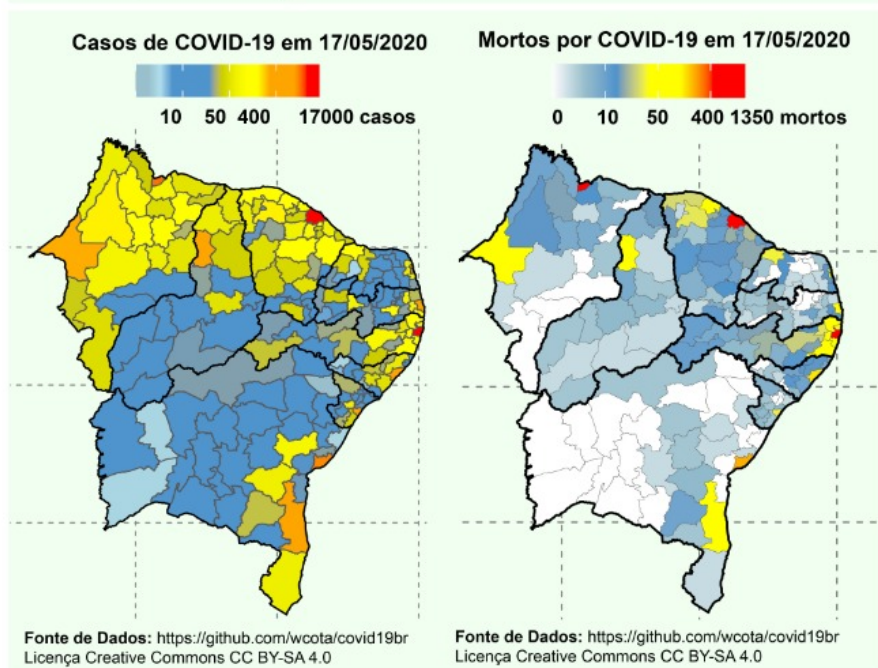 Casos de COVID-19 em 17/05/2020
10 50 400 17000 casos
Fonte de Dados: https://github.com/wcota/covid19br
Licença Creative Commons CC BY-SA 4.0
Mortos por COVID-19 em 17/05/2020
0 10 50 400 1350 mortos
Fonte de Dados: https://github.com/wcota/covid19br
Licença Creative Commons CC BY-SA 4.0